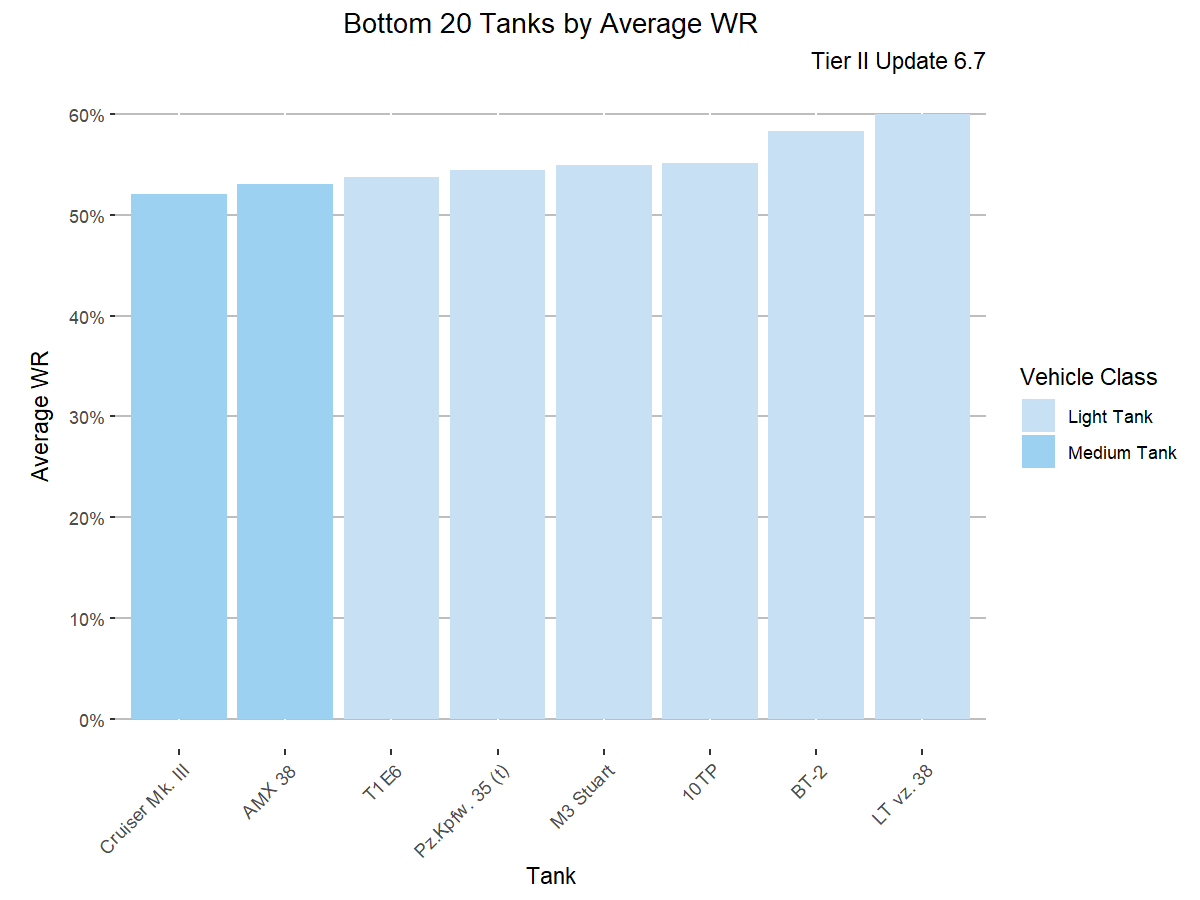 Bottom 20 Tanks by Average WR
Tier II Update 6.7
60%
50%
40%
30%
20%
10%
0%
Average WR
Cruiser Mk. III
AMX 38
T1E6
Pz.Kpfw. 35 (t)
M3 Stuart
10TP
BT-2
LT vz. 38
Tank
Vehicle Class
Light Tank
Medium Tank